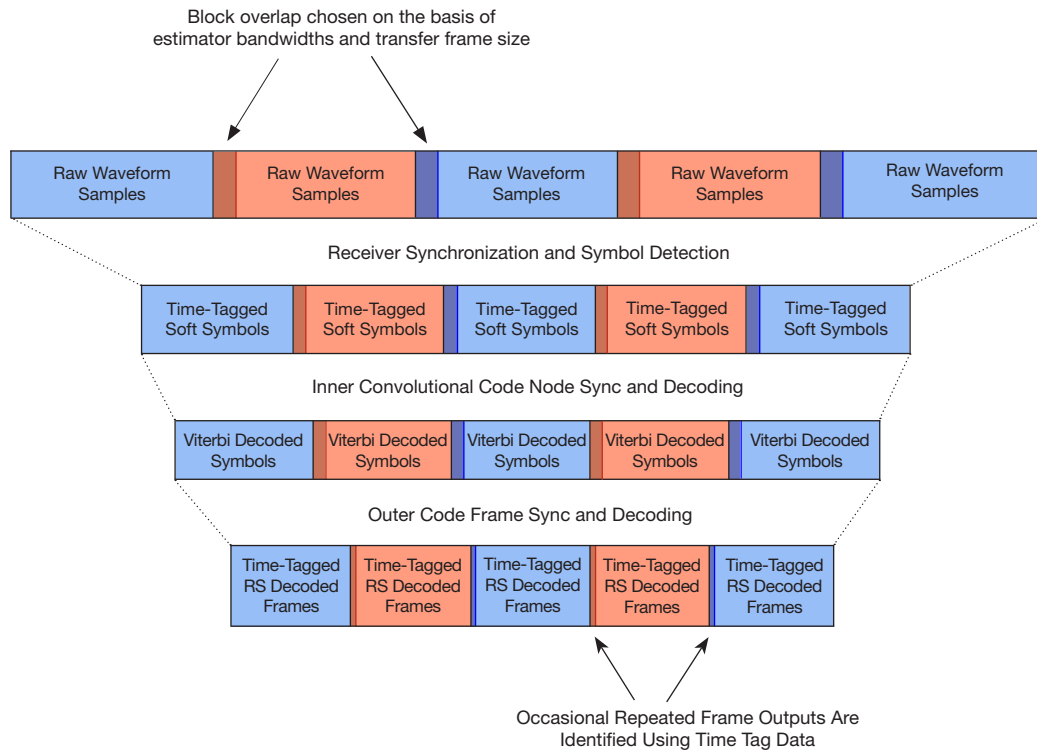 Block overlap chosen on the basis of
estimator bandwidths and transfer frame size
Raw Waveform
Samples
Raw Waveform
Samples
Raw Waveform
Samples
Raw Waveform
Samples
Raw Waveform
Samples
Receiver Synchronization and Symbol Detection
Time-Tagged
Soft Symbols
Time-Tagged
Soft Symbols
Time-Tagged
Soft Symbols
Time-Tagged
Soft Symbols
Time-Tagged
Soft Symbols
Inner Convolutional Code Node Sync and Decoding
Viterbi Decoded
Symbols
Viterbi Decoded
Symbols
Viterbi Decoded
Symbols
Viterbi Decoded
Symbols
Viterbi Decoded
Symbols
Outer Code Frame Sync and Decoding
Time-Tagged
RS Decoded
Frames
Time-Tagged
RS Decoded
Frames
Time-Tagged
RS Decoded
Frames
Time-Tagged
RS Decoded
Frames
Time-Tagged
RS Decoded
Frames
Occasional Repeated Frame Outputs Are
Identified Using Time Tag Data